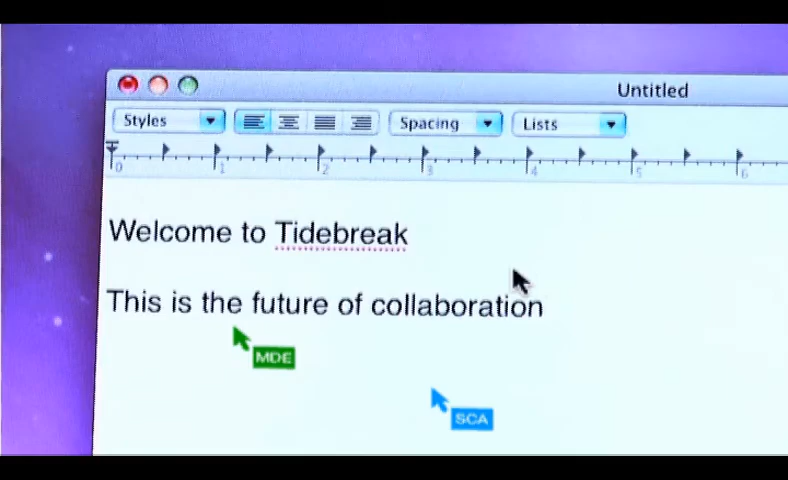 Untitled
Styles Spacing Lists
0 1 2 3 4 5 6
Welcome to Tidebreak
This is the future of collaboration
MDE
SCA